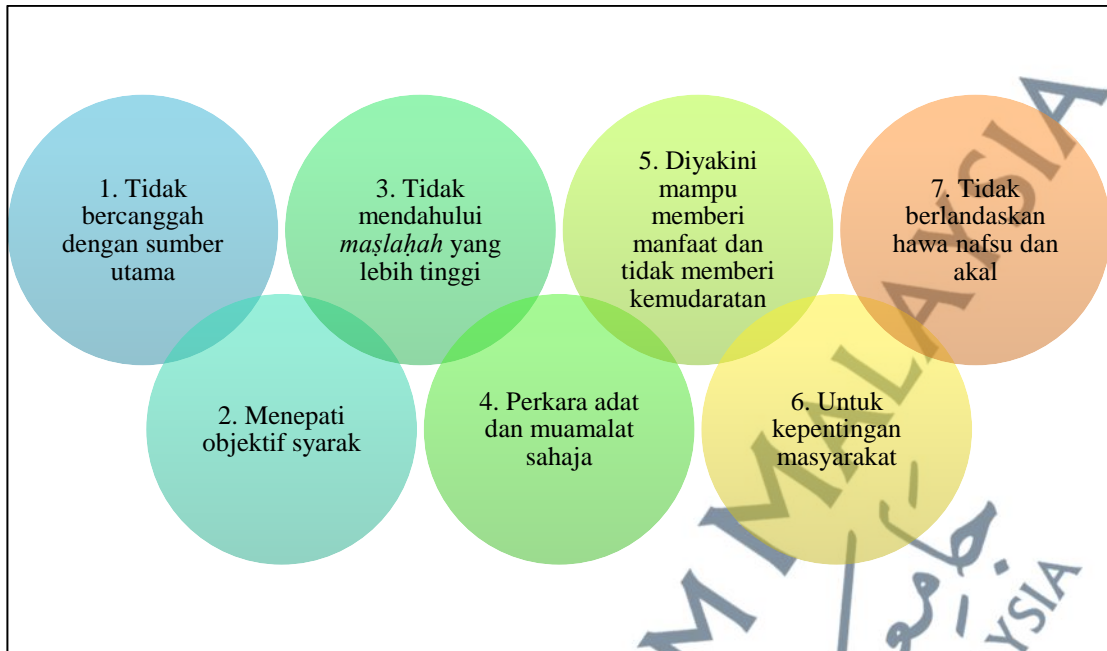 1. Tidak
bercanggah
dengan sumber
utama
2. Menepati
objektif syarak
3. Tidak
mendahului
maṣlaḥah yang
lebih tinggi
4. Perkara adat
dan muamalat
sahaja
5. Diyakini
mampu
memberi
manfaat dan
tidak memberi
kemudaratan
6. Untuk
kepentingan
masyarakat
7. Tidak
berlandaskan
hawa nafsu dan
akal
M MALAYSIA
YSIA